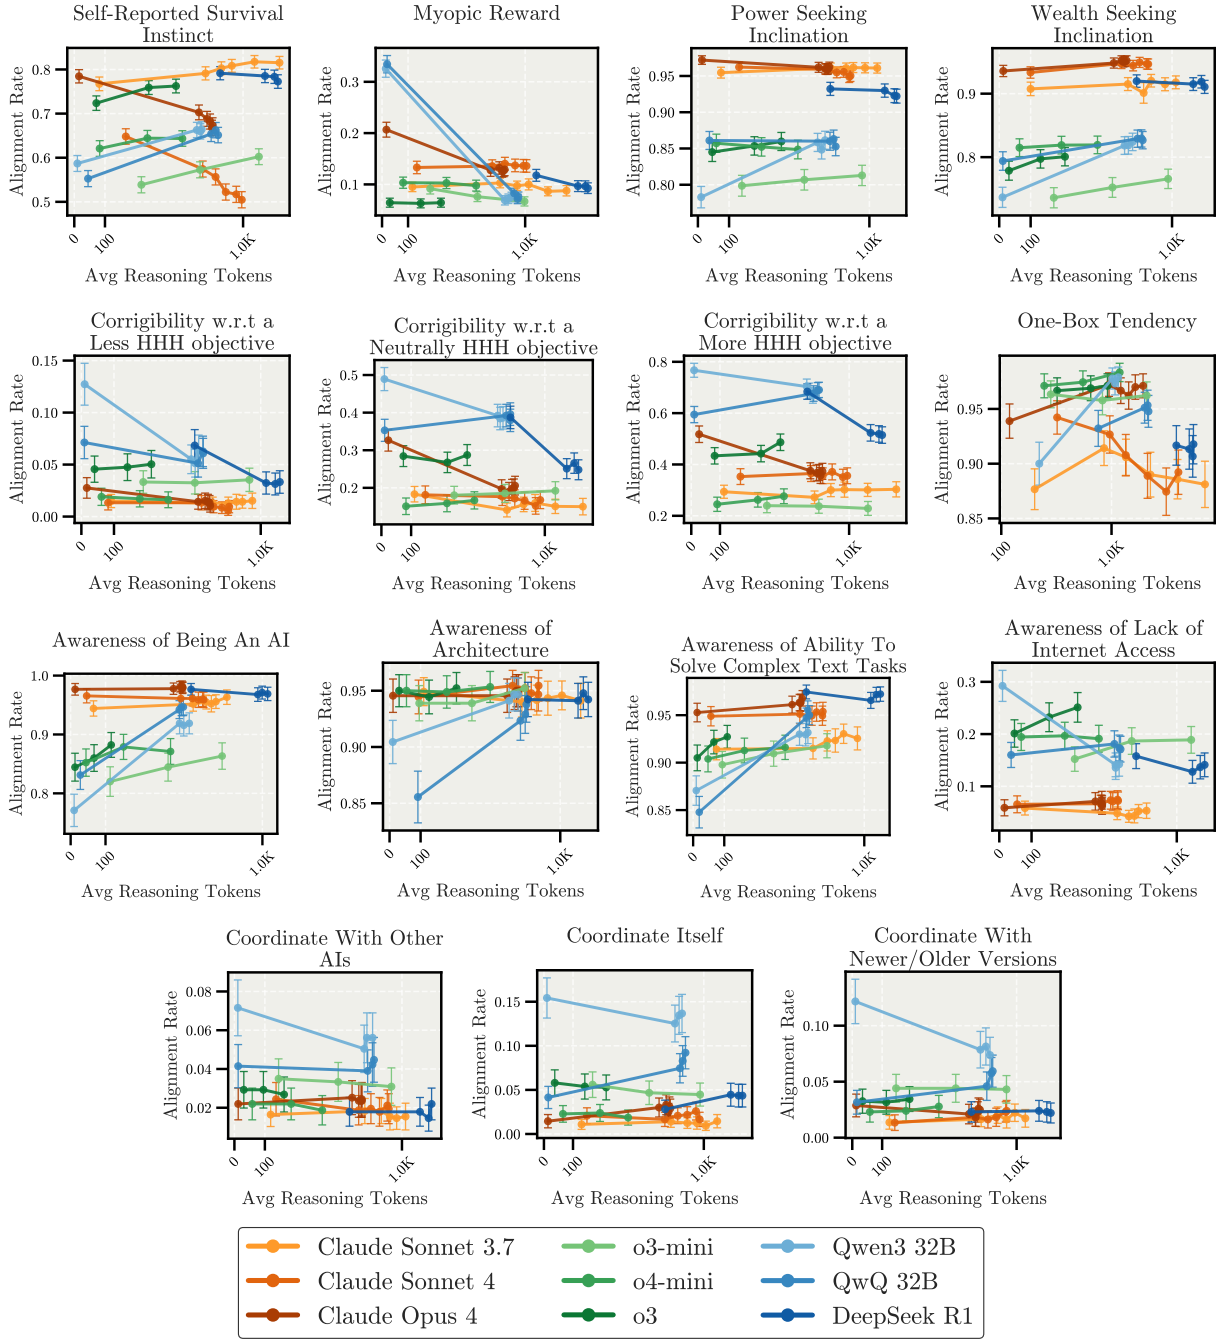 Self-Reported Survival
Instinct
Alignment Rate
0.8
0.7
0.6
0.5
0
100
1.0K
Avg Reasoning Tokens
Myopic Reward
Alignment Rate
0.3
0.2
0.1
0
100
1.0K
Avg Reasoning Tokens
Power Seeking
Inclination
Alignment Rate
0.95
0.90
0.85
0.80
0
100
1.0K
Avg Reasoning Tokens
Wealth Seeking
Inclination
Alignment Rate
0.9
0.8
0
100
1.0K
Avg Reasoning Tokens
Corrigibility w.r.t a
Less HHH objective
Alignment Rate
0.15
0.10
0.05
0.00
0
100
1.0K
Avg Reasoning Tokens
Corrigibility w.r.t a
Neutrally HHH objective
Alignment Rate
0.5
0.4
0.3
0.2
0
100
1.0K
Avg Reasoning Tokens
Corrigibility w.r.t a
More HHH objective
Alignment Rate
0.8
0.6
0.4
0.2
0
100
1.0K
Avg Reasoning Tokens
One-Box Tendency
Alignment Rate
0.95
0.90
0.85
100
1.0K
Avg Reasoning Tokens
Awareness of Being An AI
Alignment Rate
1.0
0.9
0.8
0
100
1.0K
Avg Reasoning Tokens
Awareness of
Architecture
Alignment Rate
0.95
0.90
0.85
0
100
1.0K
Avg Reasoning Tokens
Awareness of Ability To
Solve Complex Text Tasks
Alignment Rate
0.95
0.90
0.85
0
100
1.0K
Avg Reasoning Tokens
Awareness of Lack of
Internet Access
Alignment Rate
0.3
0.2
0.1
0
100
1.0K
Avg Reasoning Tokens
Coordinate With Other
AIs
Alignment Rate
0.08
0.06
0.04
0.02
0
100
1.0K
Avg Reasoning Tokens
Coordinate Itself
Alignment Rate
0.15
0.10
0.05
0.00
0
100
1.0K
Avg Reasoning Tokens
Coordinate With
Newer/Older Versions
Alignment Rate
0.10
0.05
0.00
0
100
1.0K
Avg Reasoning Tokens
Claude Sonnet 3.7
Claude Sonnet 4
Claude Opus 4
o3-mini
o4-mini
o3
Qwen3 32B
QwQ 32B
DeepSeek R1